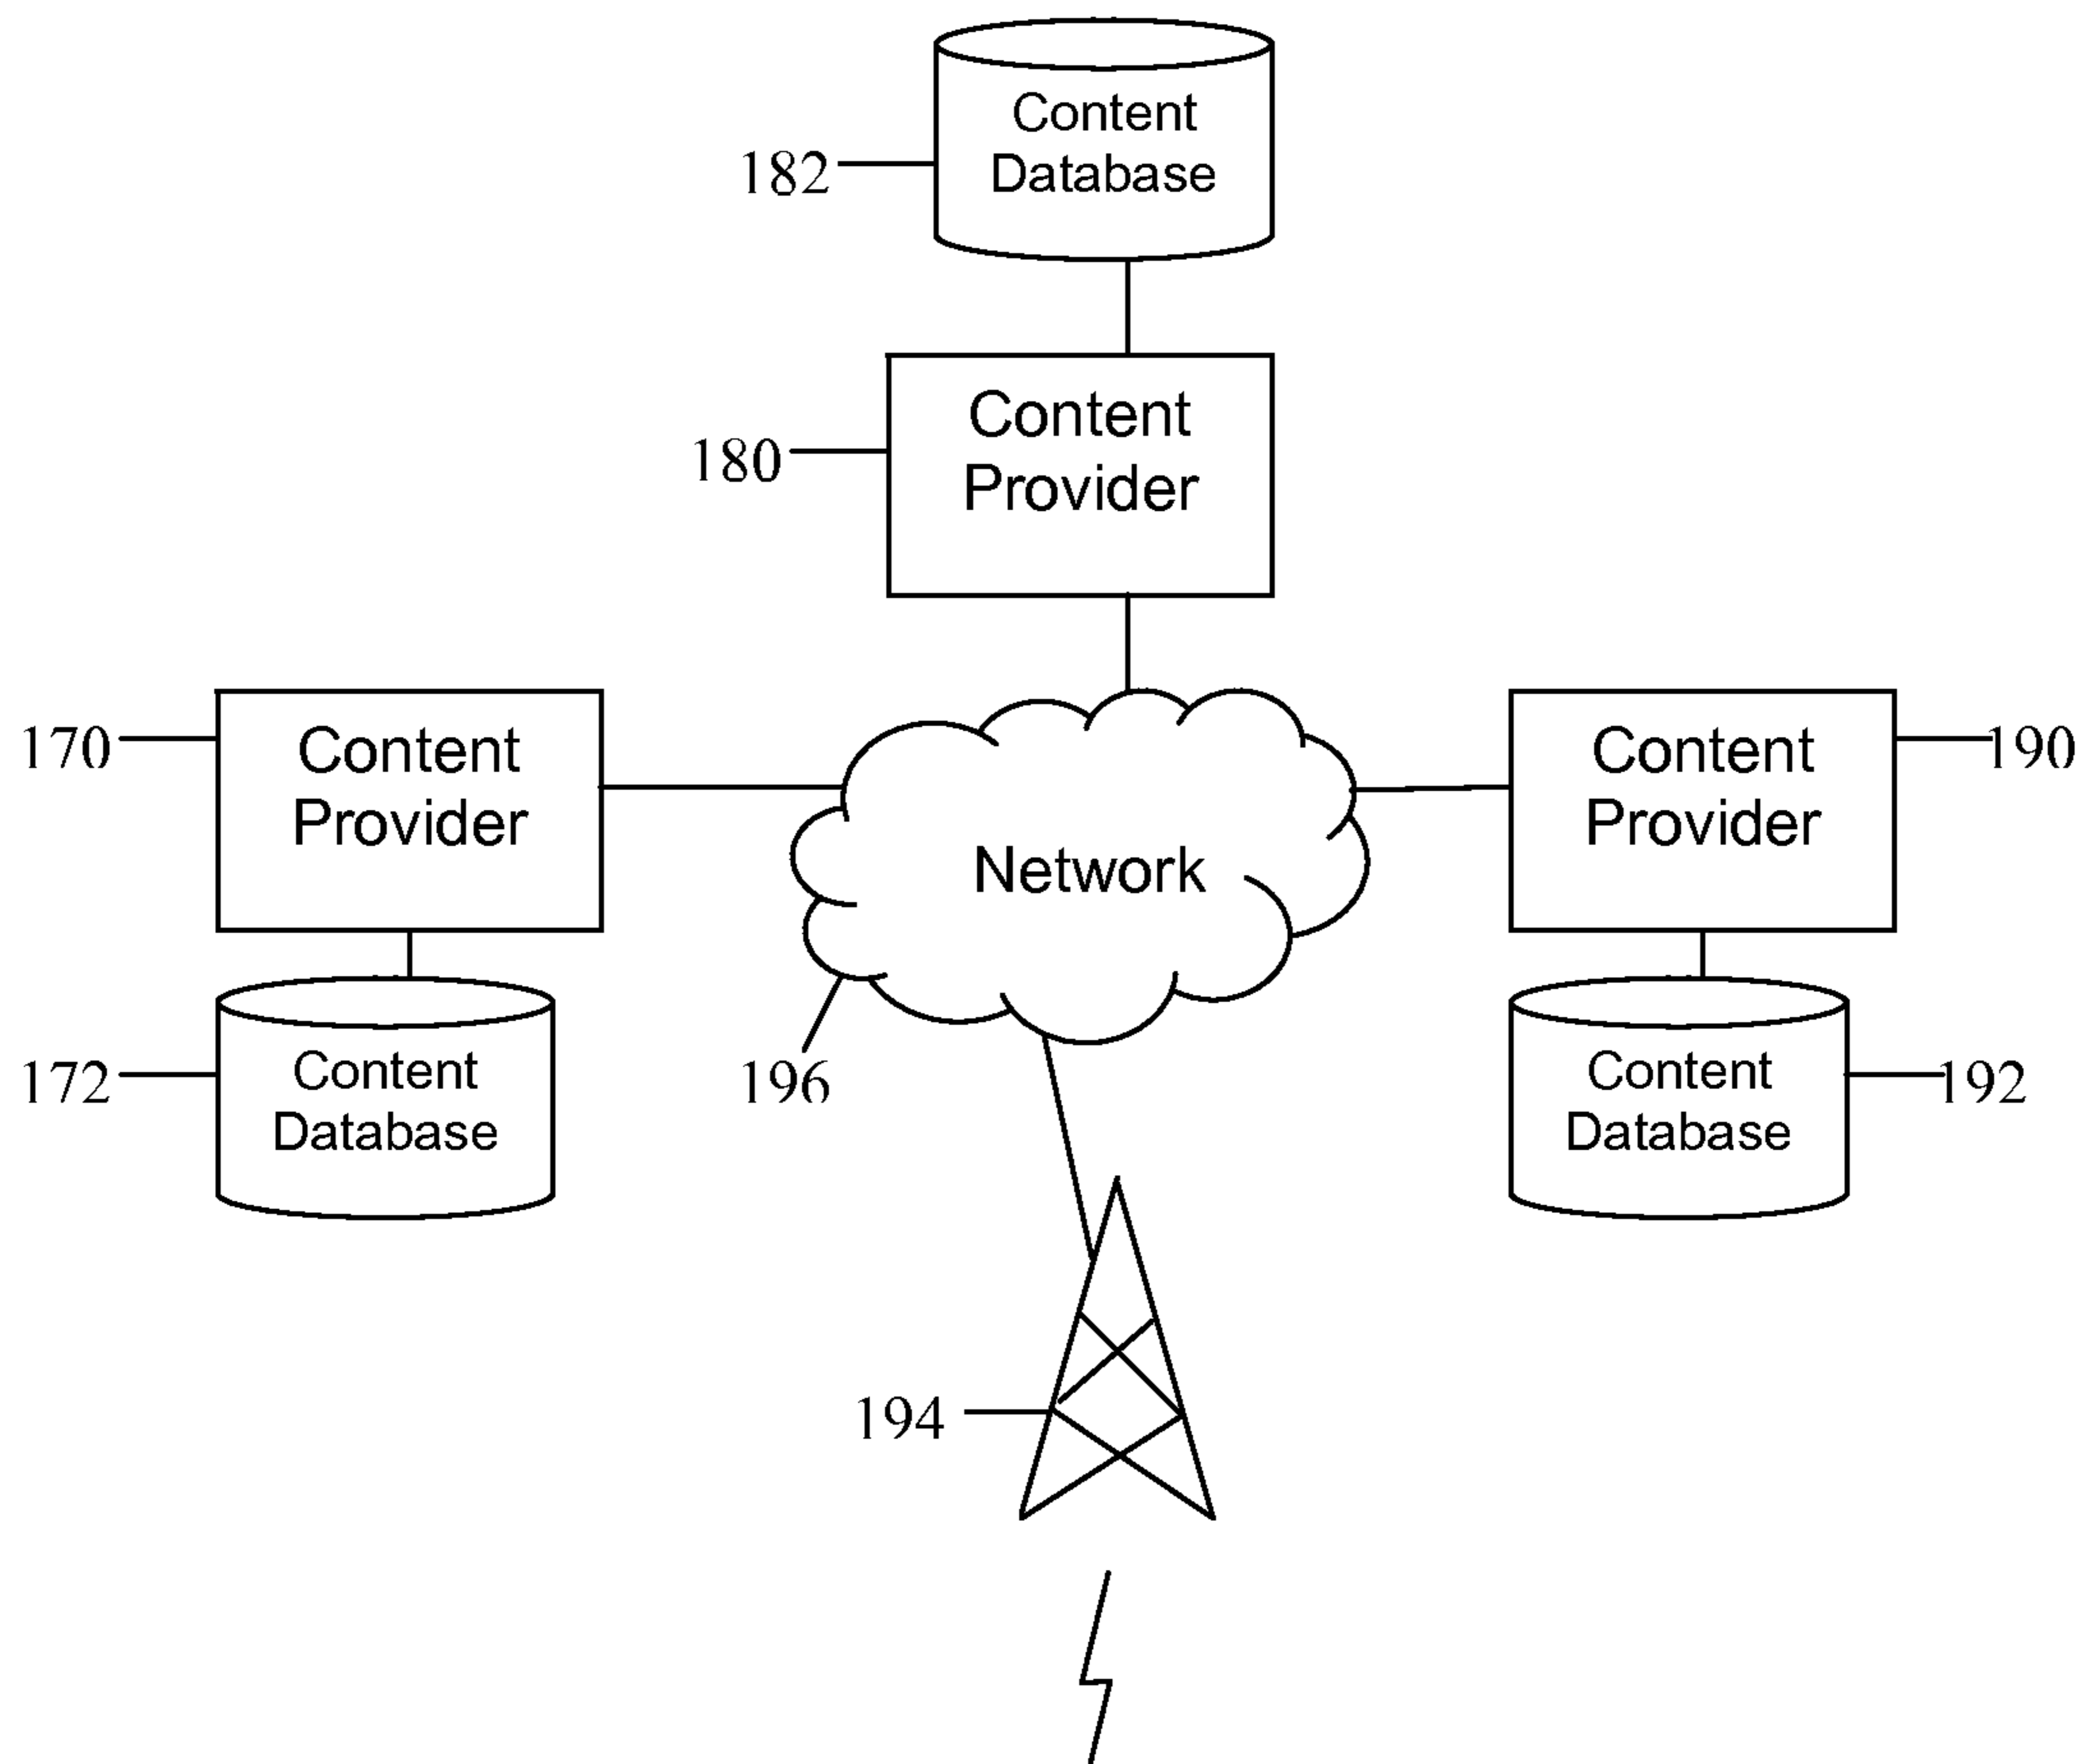 Content
Database
182
Content
Provider
180
170
Content
Provider
Network
Content
Provider
190
172
Content
Database
196
Content
Database
192
194